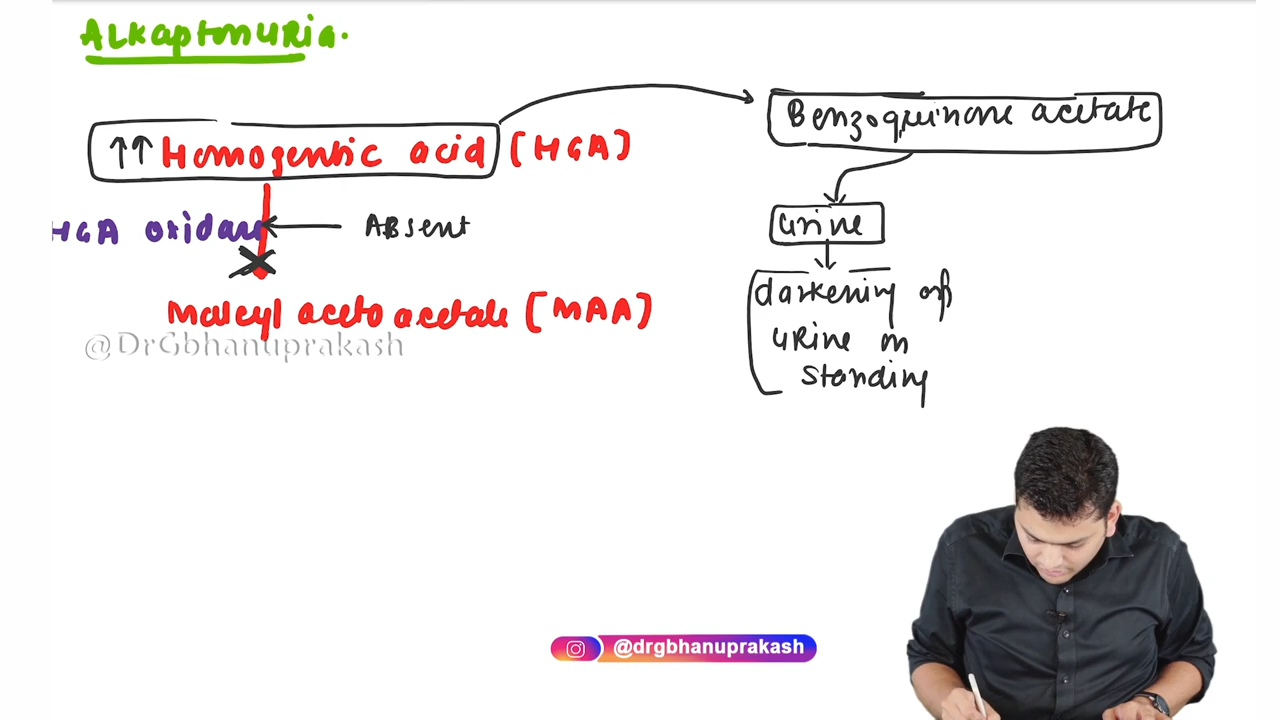 ALKaptonuria.
↑↑ Homogentic acid [HGA]
HGA oxidase
ABsent
Maleyl aceto acetate [MAA]
@DrGbhanuprakash
Benzoquinone acetate
urine
darkening of
urine on
standing
@drgbhanuprakash